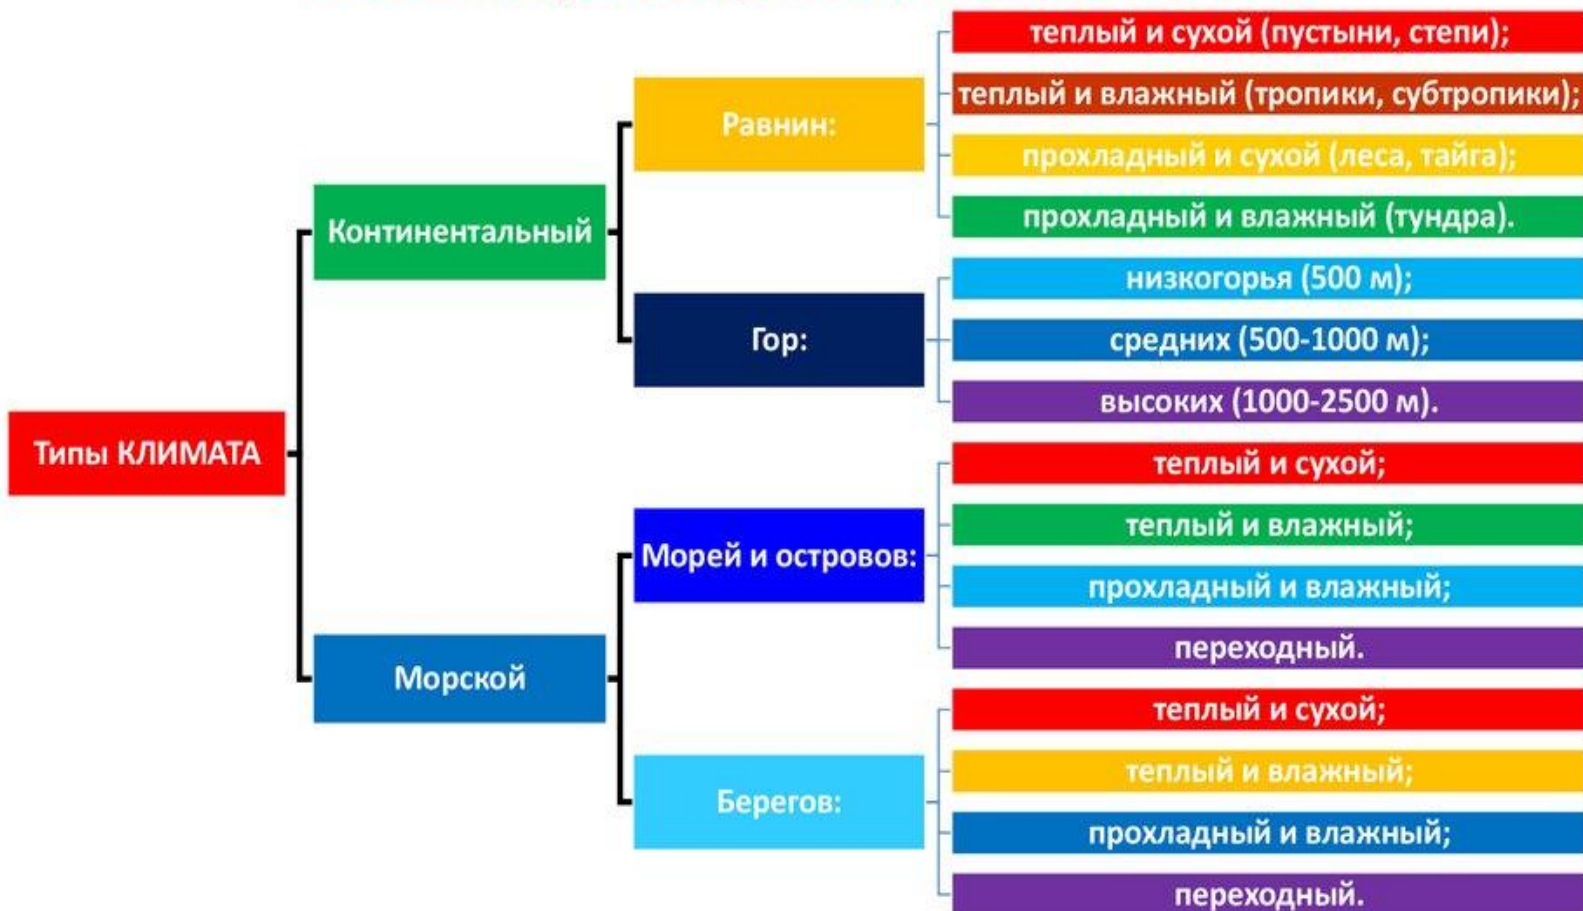 Типы КЛИМАТА
Континентальный
Равнин:
теплый и сухой (пустыни, степи);
теплый и влажный (тропики, субтропики);
прохладный и сухой (леса, тайга);
прохладный и влажный (тундра).
Гор:
низкогорья (500 м);
средних (500-1000 м);
высоких (1000-2500 м).
Морской
Морей и островов:
теплый и сухой;
теплый и влажный;
прохладный и влажный;
переходный.
Берегов:
теплый и сухой;
теплый и влажный;
прохладный и влажный;
переходный.